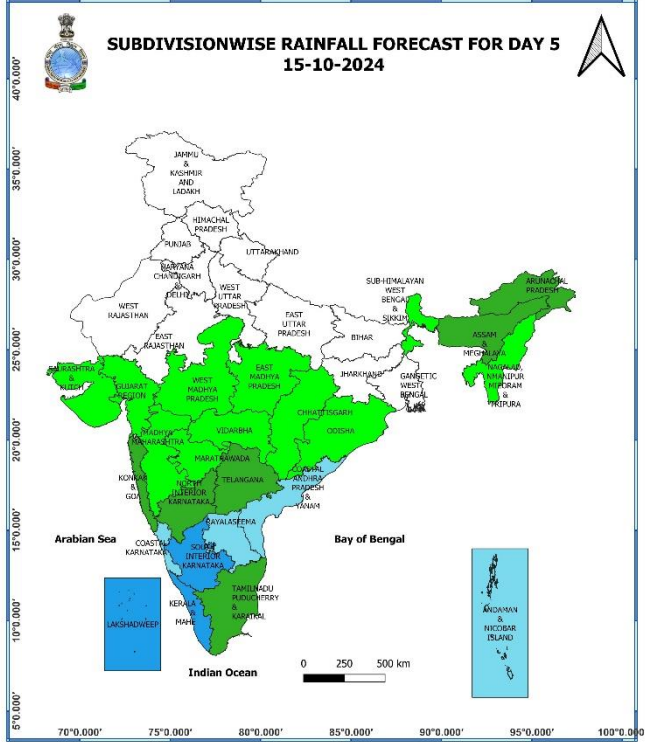 SUBDIVISIONWISE RAINFALL FORECAST FOR DAY 5
15-10-2024
40°0.000'
35°0.000'
30°0.000'
25°0.000'
20°0.000'
15°0.000'
10°0.000'
5°0.000'
JAMMU
&
KASHMIR
AND
LADAKH
HIMACHAL
PRADESH
PUNJAB
UTTARAKHAND
HARYANA
CHANDIGARH
&
DELHI
WEST
UTTAR
PRADESH
WEST
RAJASTHAN
EAST
RAJASTHAN
EAST
UTTAR
PRADESH
BIHAR
SUB-HIMALAYAN
WEST
BENGAL
&
SIKKIM
ARUNACHAL
PRADESH
ASSAM
&
MEGHALAYA
NAGALAD,
MIZORAM &
TRIPURA
JHARKHAND
GANGETIC
WEST
BENGAL
SAURASHTRA
&
KUTCH
GUJARAT
REGION
WEST
MADHYA
PRADESH
EAST
MADHYA
PRADESH
CHHATTISGARH
ODISHA
MADHYA
MAHARASHTRA
VIDARBHA
MARATHWADA
KONKAN
&
GOA
NORTH
INTERIOR
KARNATAKA
TELANGANA
COASTAL
ANDHRA
PRADESH
&
YANAM
RAYALASEEMA
COASTAL
KARNATAKA
SOUTH
INTERIOR
KARNATAKA
KERALA
&
MAHE
TAMILNADU
PUDUCHERRY
&
KARAIKAL
LAKSHADWEEP
ANDAMAN
&
NICOBAR
ISLAND
Arabian Sea
Bay of Bengal
Indian Ocean
0 250 500 km
70°0.000' 75°0.000' 80°0.000' 85°0.000' 90°0.000' 95°0.000' 100°0.000'